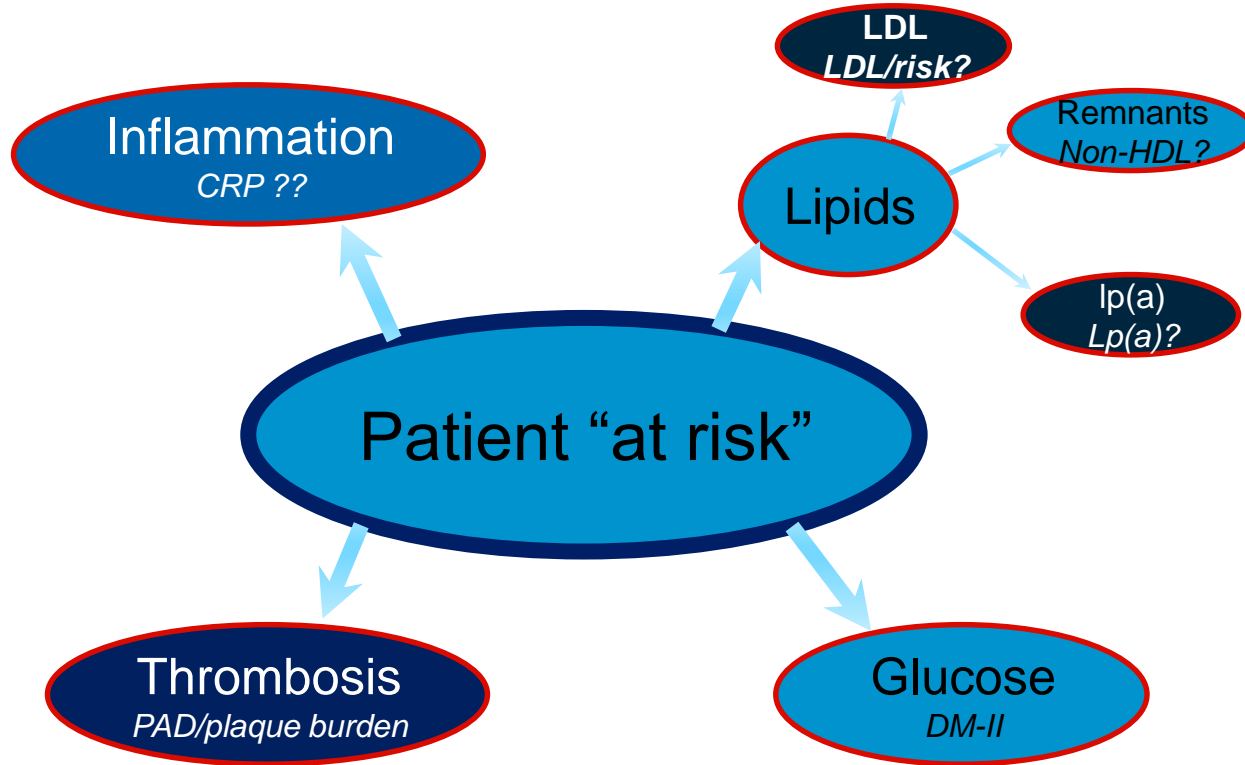 LDL
LDL/risk?
Inflammation
CRP ??
Remnants
Non-HDL?
Lipids
lp(a)
Lp(a)?
Patient “at risk”
Thrombosis
PAD/plaque burden
Glucose
DM-II